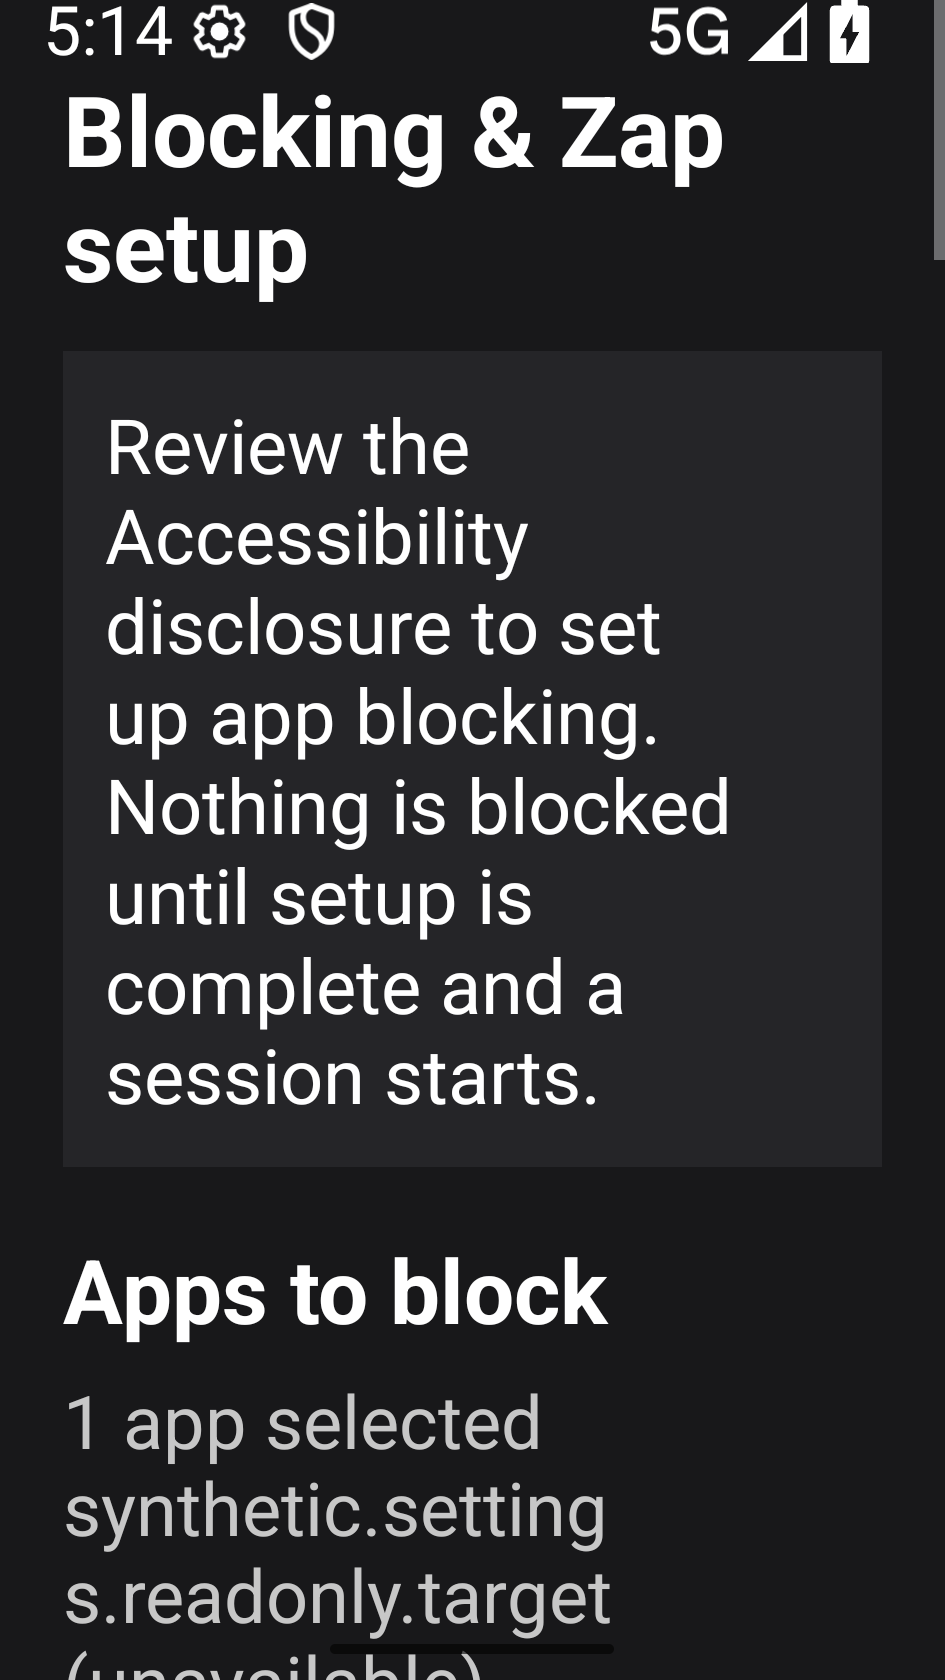 5:14 5G
Blocking & Zap
setup
Review the
Accessibility
disclosure to set
up app blocking.
Nothing is blocked
until setup is
complete and a
session starts.
Apps to block
1 app selected
synthetic.setting
s.readonly.target
(unavailable)